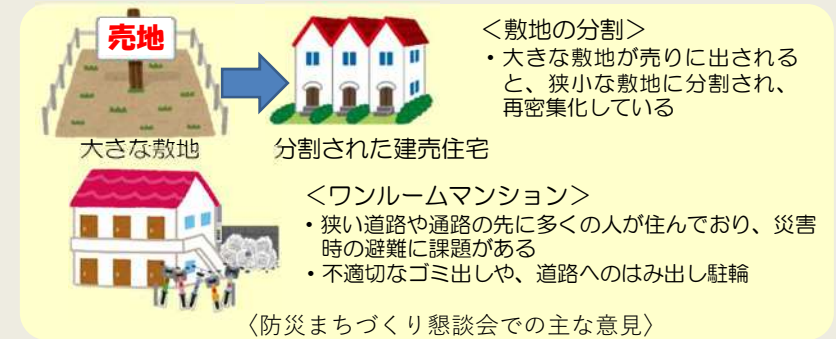 売地
大きな敷地
分割された建売住宅
＜敷地の分割＞
・大きな敷地が売りに出される
と、狭小な敷地に分割され、
再密集化している
＜ワンルームマンション＞
・狭い道路や通路の先に多くの人が住んでおり、災害
時の避難に課題がある
・不適切なゴミ出しや、道路へのはみ出し駐輪
〈防災まちづくり懇談会での主な意見〉